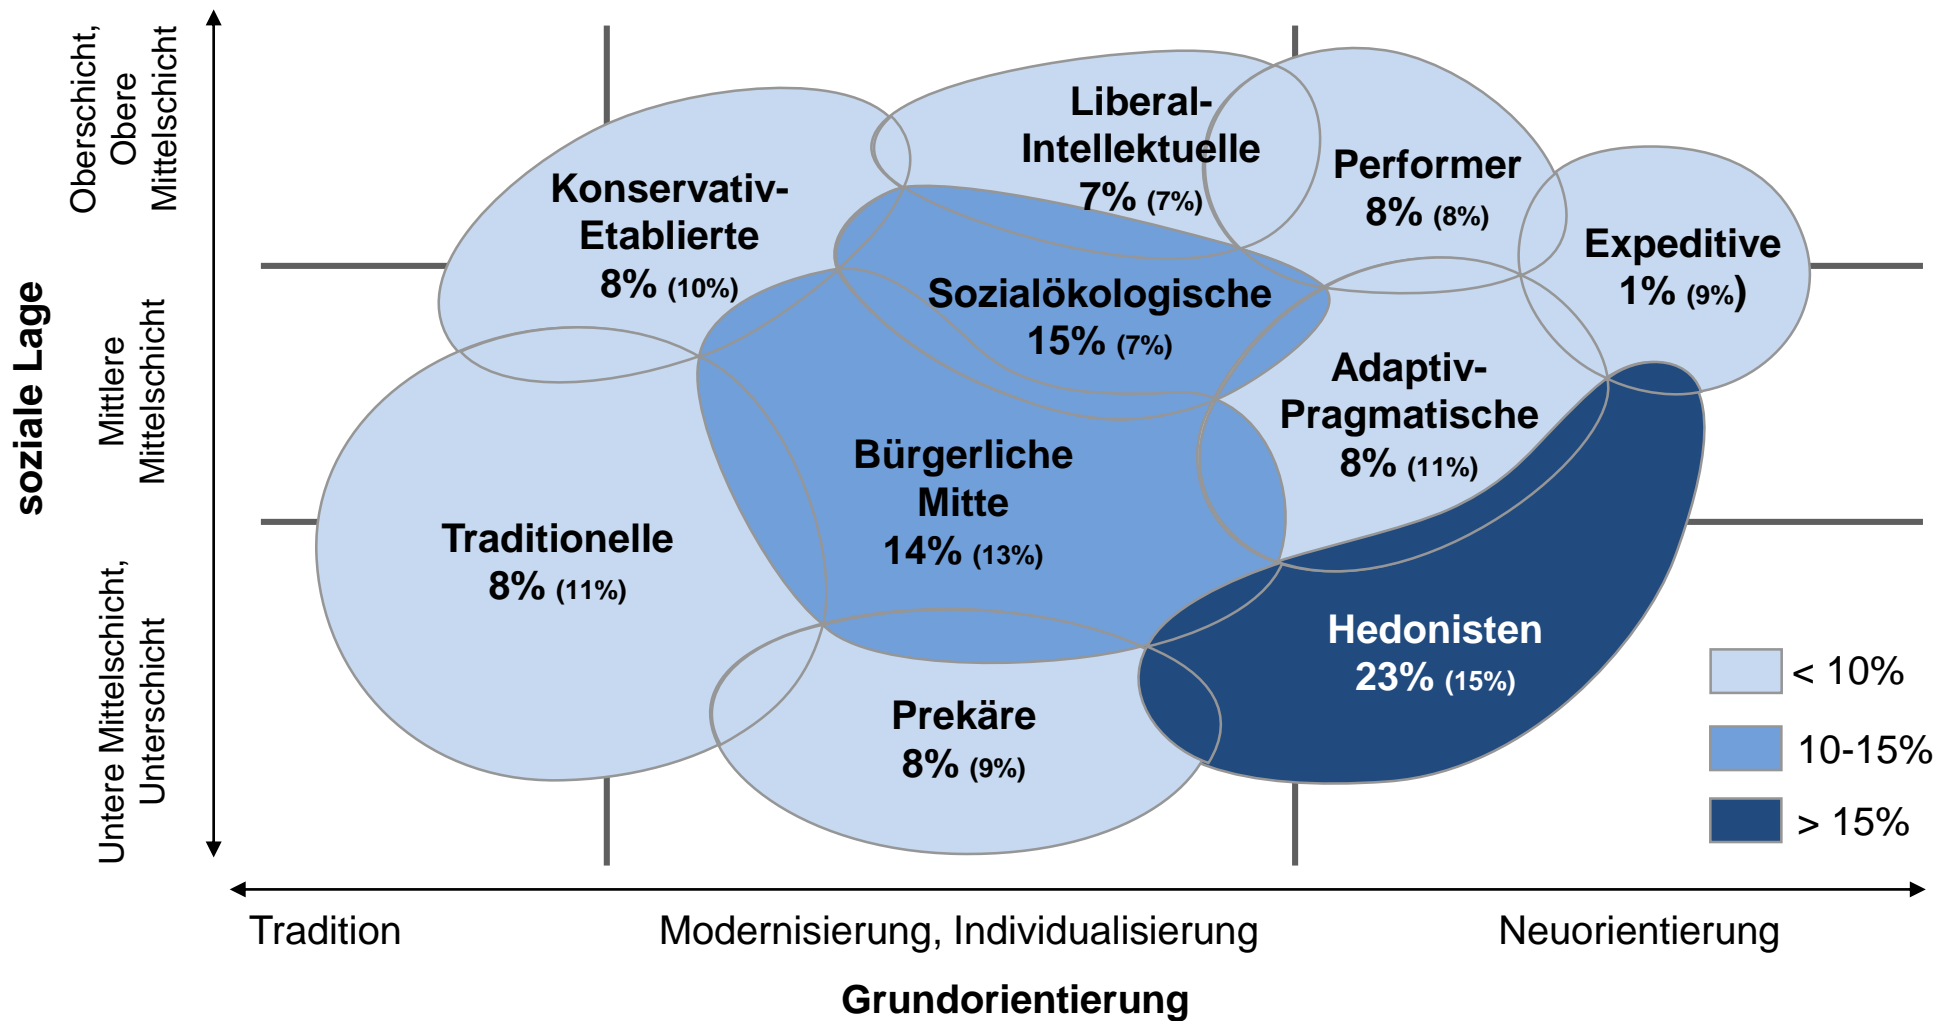 soziale Lage
Oberschicht,
Obere
Mittelschicht
Mittlere
Mittelschicht
Untere Mittelschicht,
Unterschicht
Konservativ-
Etablierte
8% (10%)
Liberal-
Intellektuelle
7% (7%)
Performer
8% (8%)
Expeditive
1% (9%)
Sozialökologische
15% (7%)
Adaptiv-
Pragmatische
8% (11%)
Bürgerliche
Mitte
14% (13%)
Traditionelle
8% (11%)
Hedonisten
23% (15%)
Prekäre
8% (9%)
< 10%
10-15%
> 15%
Tradition
Modernisierung, Individualisierung
Neuorientierung
Grundorientierung